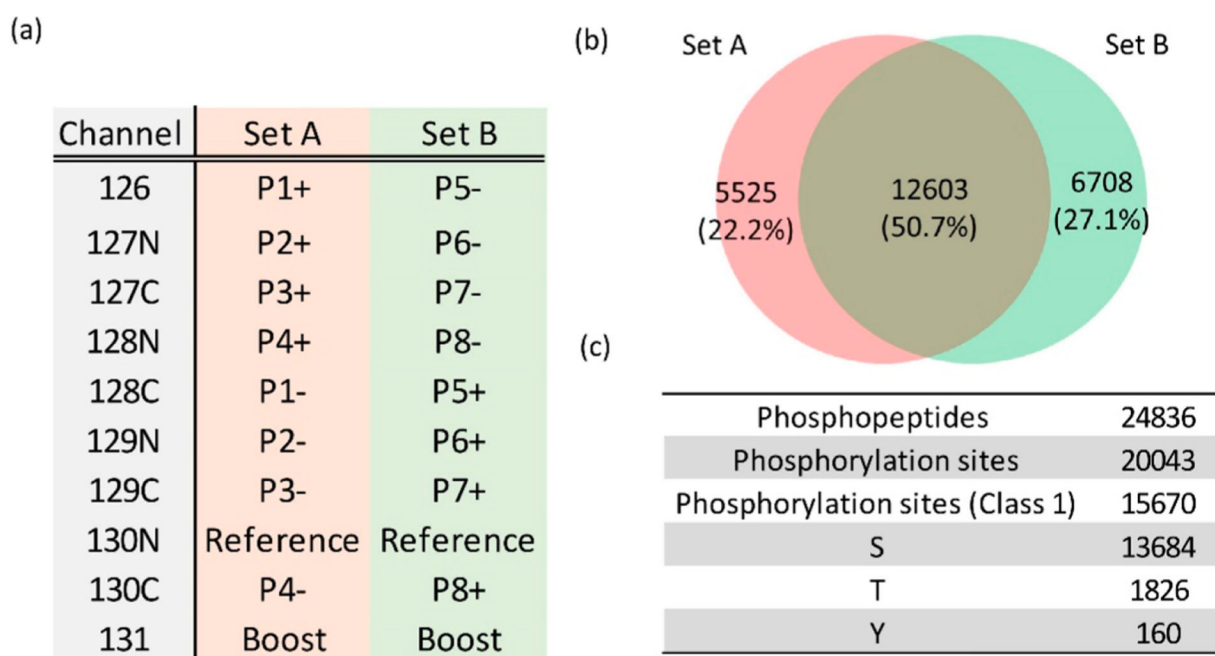 (a)
Channel Set A Set B
126 P1+ P5-
127N P2+ P6-
127C P3+ P7-
128N P4+ P8-
128C P1- P5+
129N P2- P6+
129C P3- P7+
130N Reference Reference
130C P4- P8+
131 Boost Boost
(b)
Set A Set B
5525 12603 6708
(22.2%) (50.7%) (27.1%)
(c)
Phosphopeptides 24836
Phosphorylation sites 20043
Phosphorylation sites (Class 1) 15670
S 13684
T 1826
Y 160